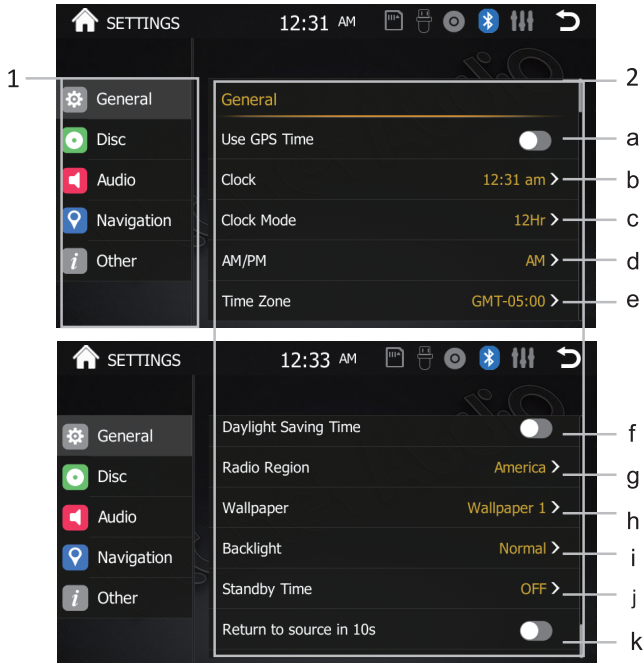 SETTINGS 12:31 AM
1
2
General
Disc
Audio
Navigation
i Other
General
Use GPS Time a
Clock 12:31 am > b
Clock Mode 12Hr > c
AM/PM AM > d
Time Zone GMT-05:00 > e
SETTINGS 12:33 AM
General
Disc
Audio
Navigation
i Other
Daylight Saving Time f
Radio Region America > g
Wallpaper Wallpaper 1 > h
Backlight Normal > i
Standby Time OFF > j
Return to source in 10s k